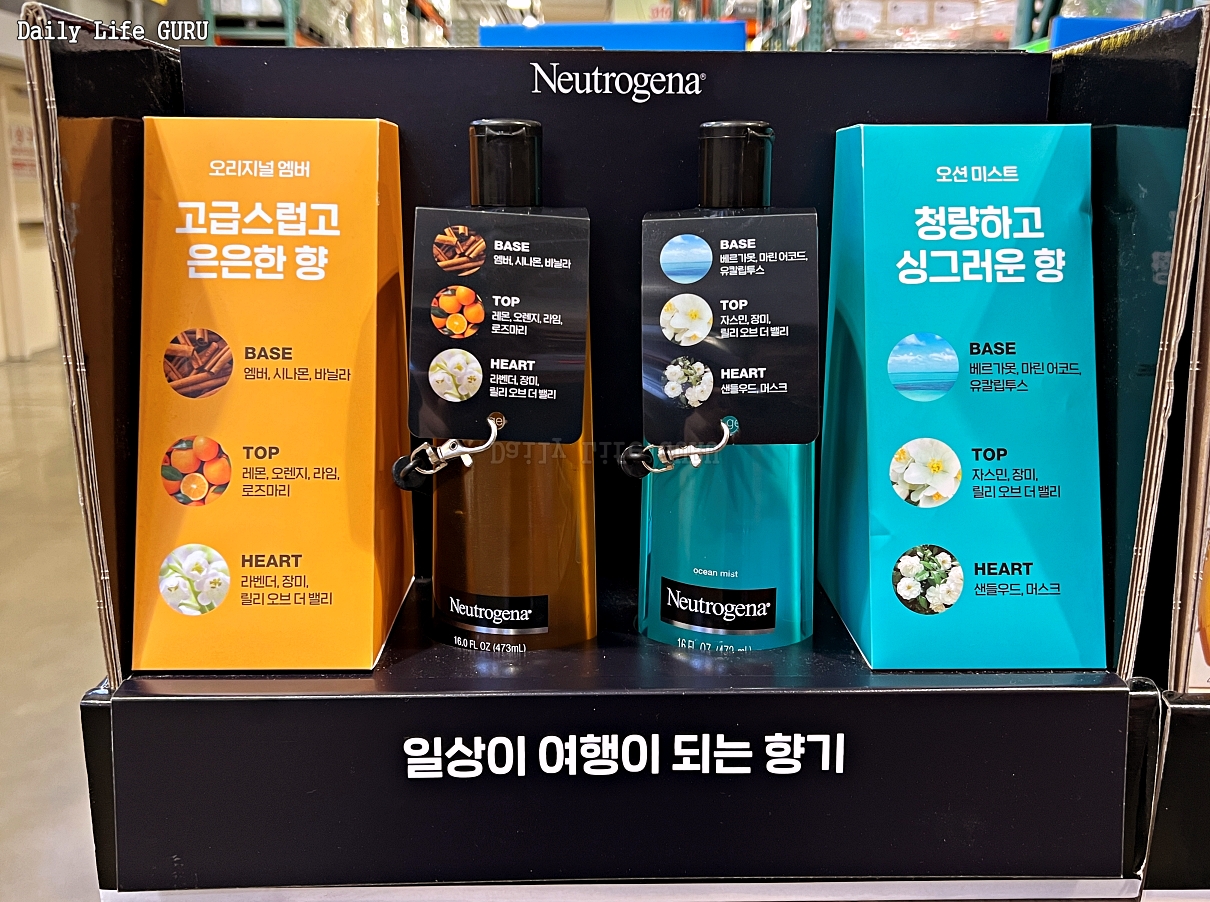 Daily Life GURU
Neutrogena®
오리지널 엠버
고급스럽고
은은한 향
BASE
엠버, 시나몬, 바닐라
TOP
레몬, 오렌지, 라임,
로즈마리
HEART
라벤더, 장미,
릴리 오브 더 밸리
BASE
엠버, 시나몬, 바닐라
TOP
레몬, 오렌지, 라임,
로즈마리
HEART
라벤더, 장미,
릴리 오브 더 밸리
gel
Neutrogena®
16.0 FL OZ (473mL)
BASE
베르가못, 마린 어코드,
유칼립투스
TOP
자스민, 장미,
릴리 오브 더 밸리
HEART
샌들우드, 머스크
ocean mist
Neutrogena®
16 FL OZ (473 mL)
오션 미스트
청량하고
싱그러운 향
BASE
베르가못, 마린 어코드,
유칼립투스
TOP
자스민, 장미,
릴리 오브 더 밸리
HEART
샌들우드, 머스크
일상이 여행이 되는 향기